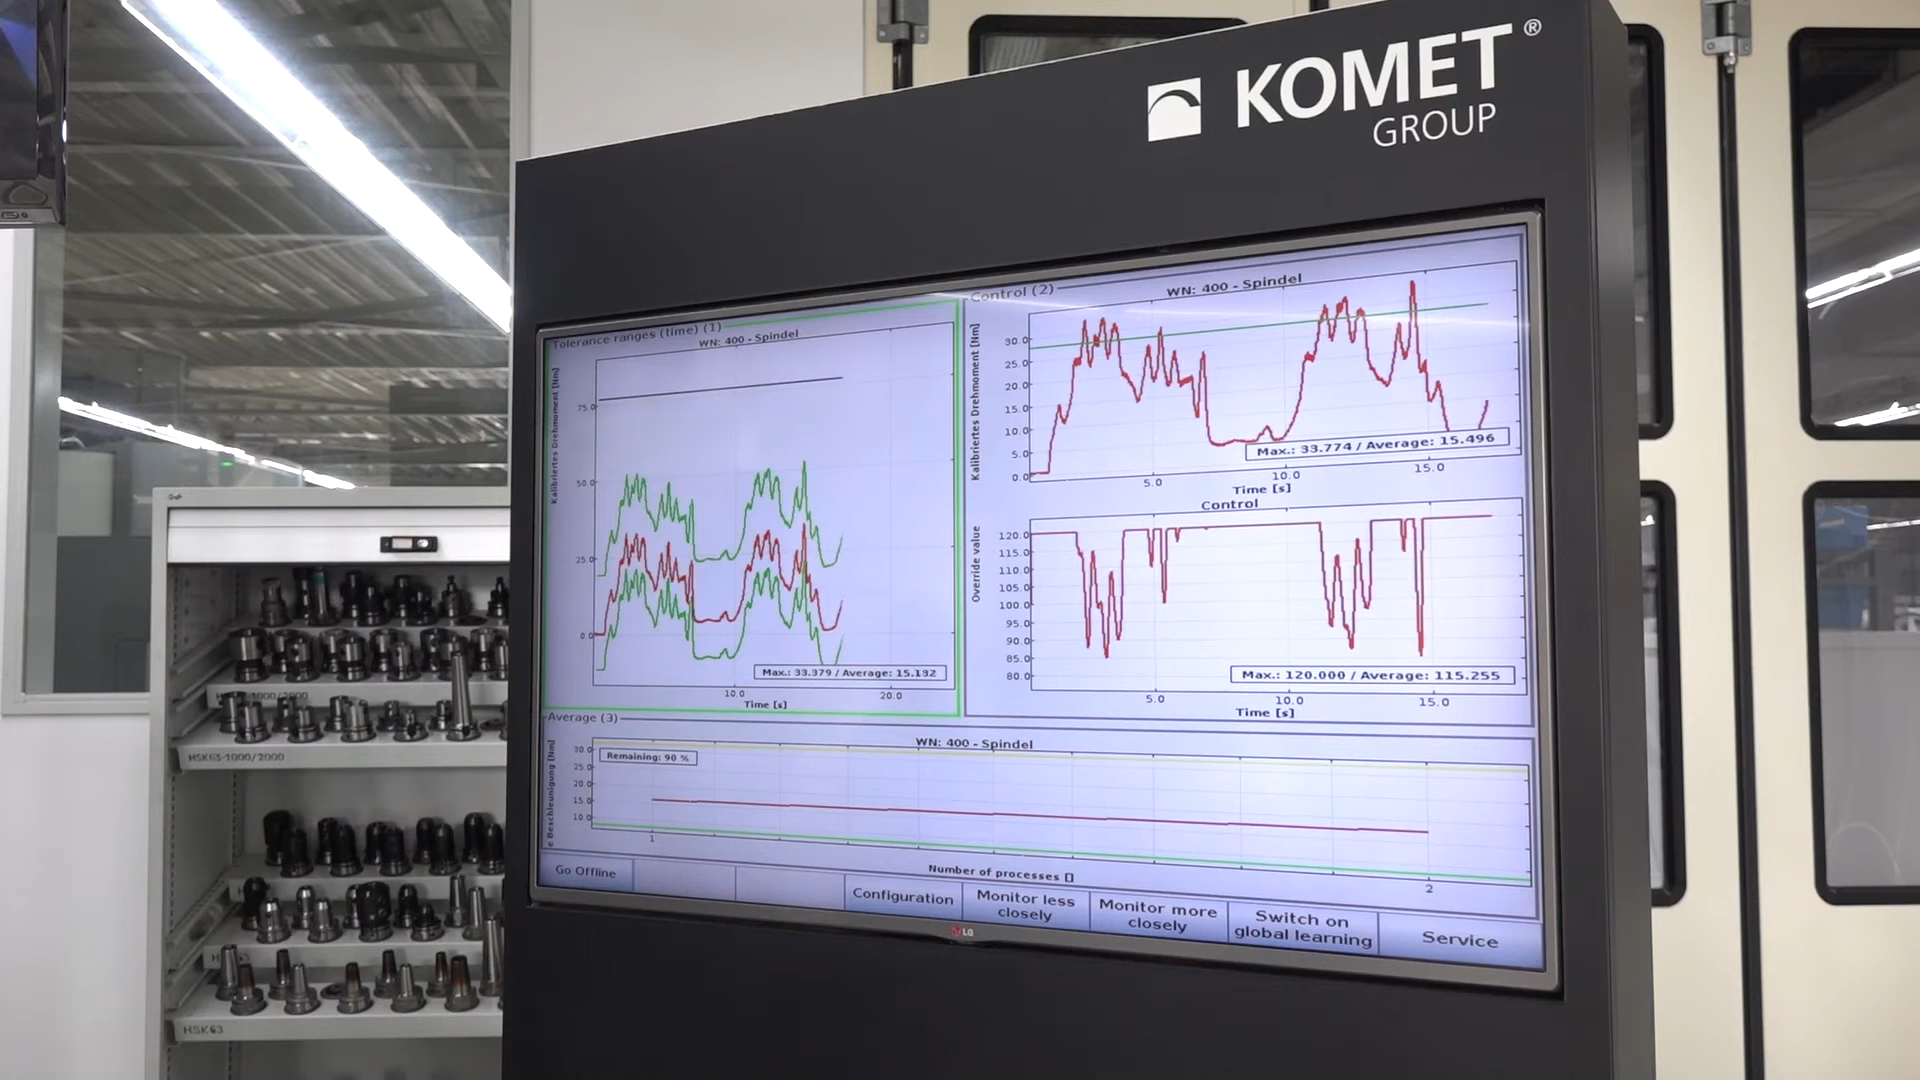 KOMET®
GROUP
Tolerance ranges (time) (1)
WN: 400 - Spindel
Kalibriertes Drehmoment [Nm]
75.0
50.0
25.0
0.0
Max.: 33.379 / Average: 15.132
10.0
20.0
Time [s]
Control (2)
WN: 400 - Spindel
Kalibriertes Drehmoment [Nm]
30.0
25.0
20.0
15.0
10.0
5.0
0.0
Max.: 33.774 / Average: 15.496
5.0
10.0
15.0
Time [s]
Control
Override value
120.0
115.0
110.0
105.0
100.0
95.0
90.0
85.0
80.0
Max.: 120.000 / Average: 115.255
5.0
10.0
15.0
Time [s]
Average (3)
WN: 400 - Spindel
e Beschleunigung [Nm]
30.0
25.0
20.0
15.0
10.0
Remaining: 90 %
1
2
Number of processes []
Go Offline
Configuration
Monitor less
closely
Monitor more
closely
Switch on
global learning
Service
LG
HSK63-1000/2000
HSK63